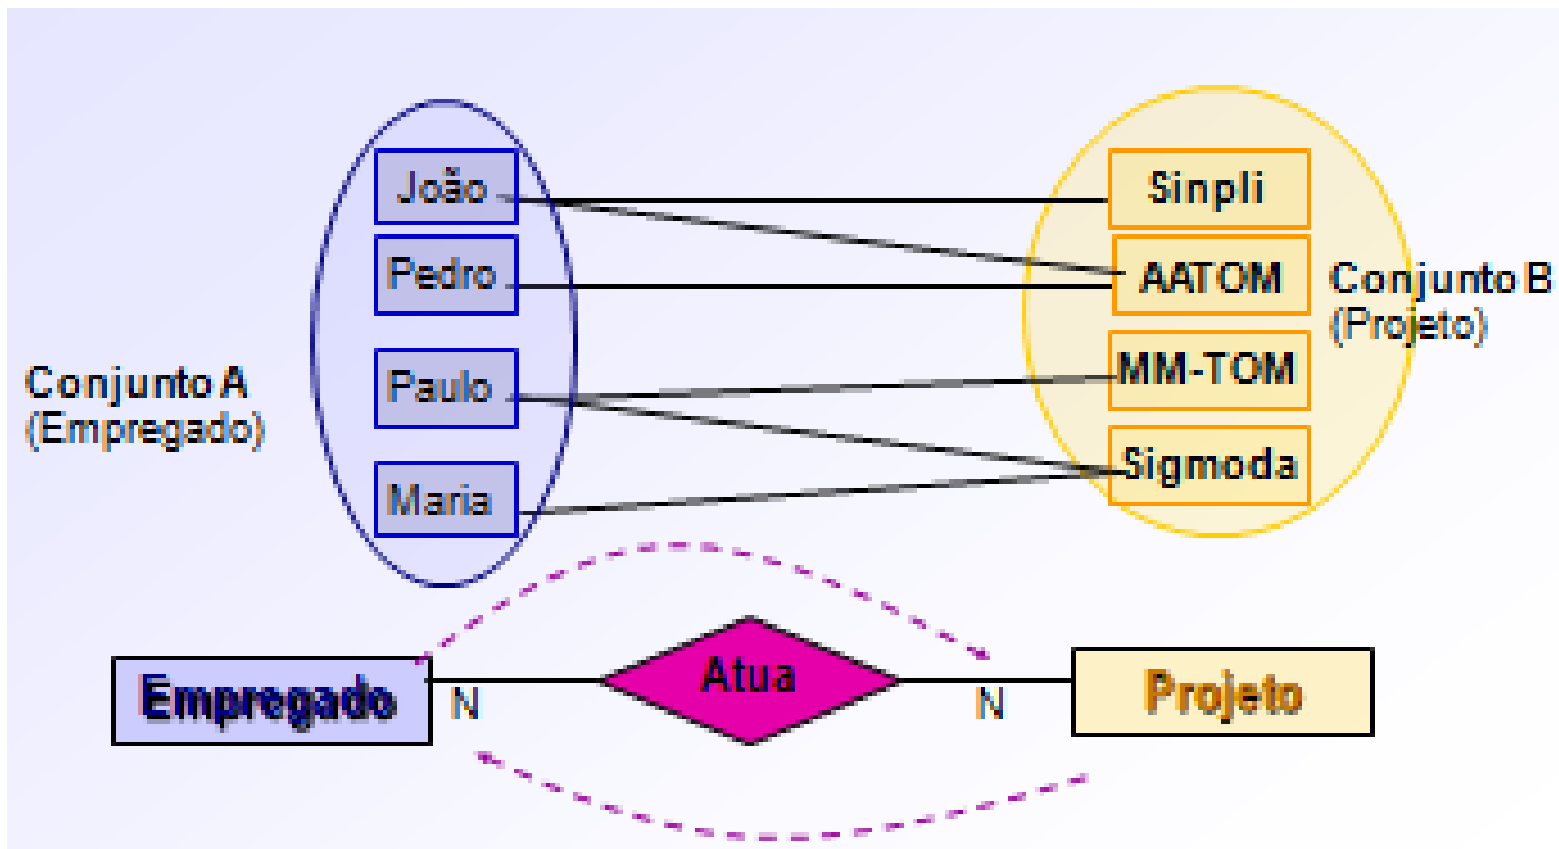 João
Pedro
Paulo
Maria
Conjunto A
(Empregado)
Sinpli
AATOM
MM-TOM
Sigmoda
Conjunto B
(Projeto)
Empregado
N
Atua
N
Projeto